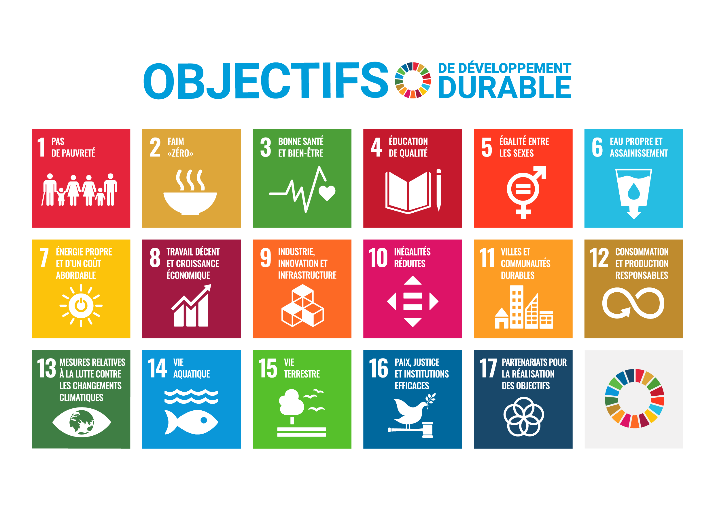 OBJECTIFS
DE DÉVELOPPEMENT
DURABLE
1 PAS
DE PAUVRETÉ
2 FAIM
«ZÉRO»
3 BONNE SANTÉ
ET BIEN-ÊTRE
4 ÉDUCATION
DE QUALITÉ
5 ÉGALITÉ ENTRE
LES SEXES
6 EAU PROPRE ET
ASSAINISSEMENT
7 ÉNERGIE PROPRE
ET D'UN COÛT
ABORDABLE
8 TRAVAIL DÉCENT
ET CROISSANCE
ÉCONOMIQUE
9 INDUSTRIE,
INNOVATION ET
INFRASTRUCTURE
10 INÉGALITÉS
RÉDUITES
11 VILLES ET
COMMUNAUTÉS
DURABLES
12 CONSOMMATION
ET PRODUCTION
RESPONSABLES
13 MESURES RELATIVES
À LA LUTTE CONTRE
LES CHANGEMENTS
CLIMATIQUES
14 VIE
AQUATIQUE
15 VIE
TERRESTRE
16 PAIX, JUSTICE
ET INSTITUTIONS
EFFICACES
17 PARTENARIATS POUR
LA RÉALISATION
DES OBJECTIFS